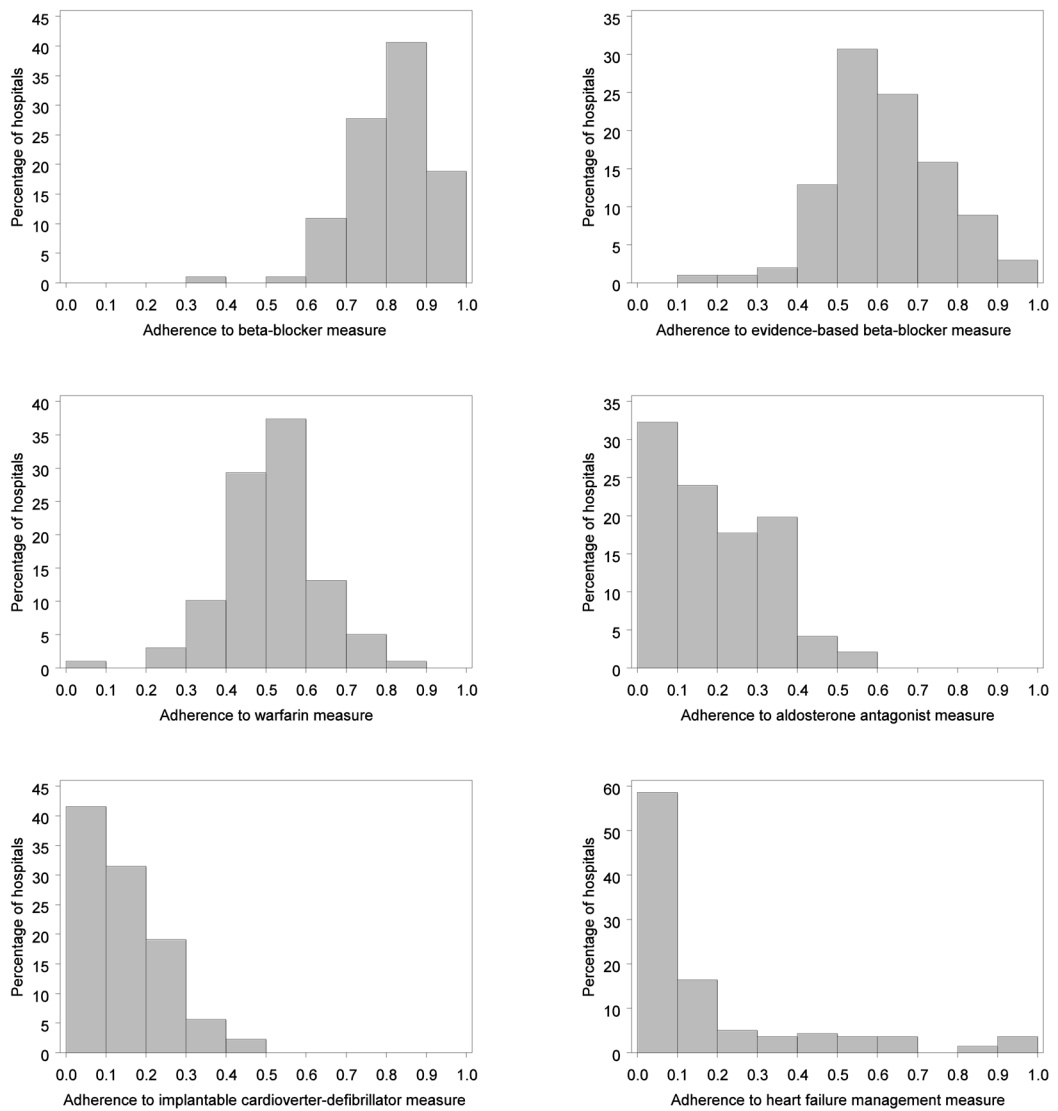 Percentage of hospitals
45
40
35
30
25
20
15
10
5
0
0.0 0.1 0.2 0.3 0.4 0.5 0.6 0.7 0.8 0.9 1.0
Adherence to beta-blocker measure
Percentage of hospitals
35
30
25
20
15
10
5
0
0.0 0.1 0.2 0.3 0.4 0.5 0.6 0.7 0.8 0.9 1.0
Adherence to evidence-based beta-blocker measure
Percentage of hospitals
40
35
30
25
20
15
10
5
0
0.0 0.1 0.2 0.3 0.4 0.5 0.6 0.7 0.8 0.9 1.0
Adherence to warfarin measure
Percentage of hospitals
35
30
25
20
15
10
5
0
0.0 0.1 0.2 0.3 0.4 0.5 0.6 0.7 0.8 0.9 1.0
Adherence to aldosterone antagonist measure
Percentage of hospitals
45
40
35
30
25
20
15
10
5
0
0.0 0.1 0.2 0.3 0.4 0.5 0.6 0.7 0.8 0.9 1.0
Adherence to implantable cardioverter-defibrillator measure
Percentage of hospitals
60
50
40
30
20
10
0
0.0 0.1 0.2 0.3 0.4 0.5 0.6 0.7 0.8 0.9 1.0
Adherence to heart failure management measure